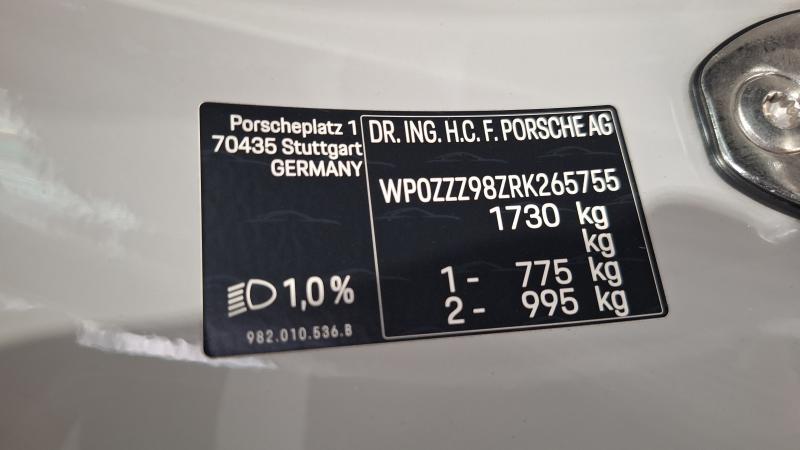 Porscheplatz 1
70435 Stuttgart
GERMANY
1,0%
982.010.536.B
DR. ING. H.C. F. PORSCHE AG
WP0ZZZ98ZRK265755
1730 kg
kg
1 - 775 kg
2 - 995 kg